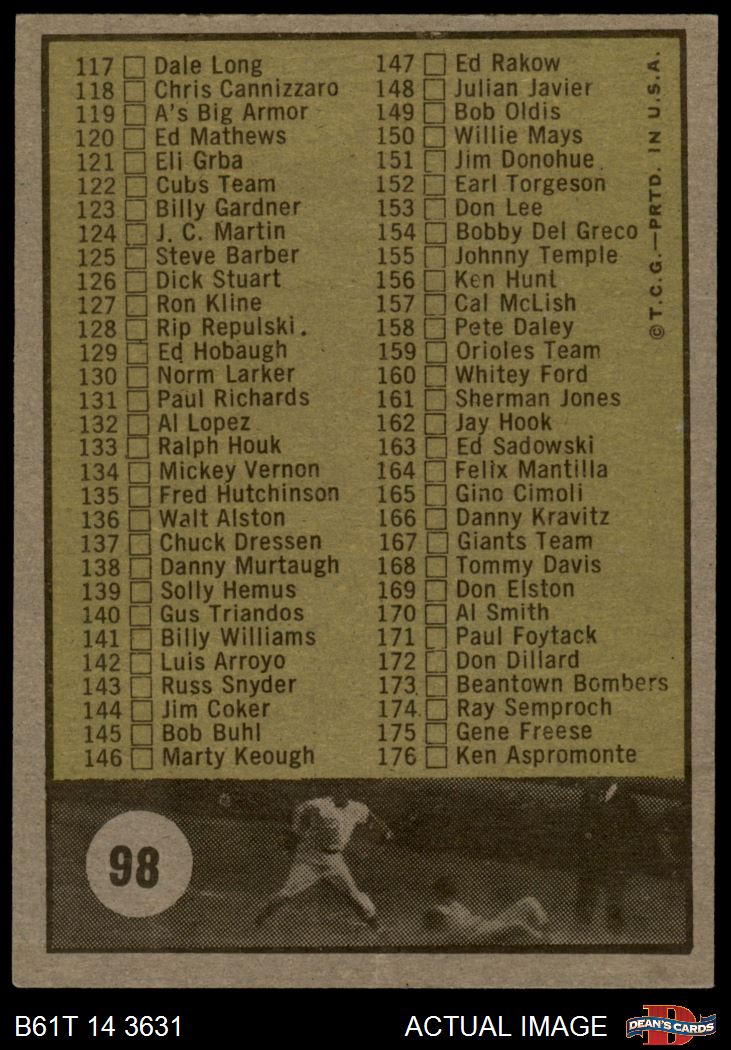 117 Dale Long
118 Chris Cannizzaro
119 A's Big Armor
120 Ed Mathews
121 Eli Grba
122 Cubs Team
123 Billy Gardner
124 J. C. Martin
125 Steve Barber
126 Dick Stuart
127 Ron Kline
128 Rip Repulski.
129 Ed Hobaugh
130 Norm Larker
131 Paul Richards
132 Al Lopez
133 Ralph Houk
134 Mickey Vernon
135 Fred Hutchinson
136 Walt Alston
137 Chuck Dressen
138 Danny Murtaugh
139 Solly Hemus
140 Gus Triandos
141 Billy Williams
142 Luis Arroyo
143 Russ Snyder
144 Jim Coker
145 Bob Buhl
146 Marty Keough
147 Ed Rakow
148 Julian Javier
149 Bob Oldis
150 Willie Mays
151 Jim Donohue
152 Earl Torgeson
153 Don Lee
154 Bobby Del Greco
155 Johnny Temple
156 Ken Hunt
157 Cal McLish
158 Pete Daley
159 Orioles Team
160 Whitey Ford
161 Sherman Jones
162 Jay Hook
163 Ed Sadowski
164 Felix Mantilla
165 Gino Cimoli
166 Danny Kravitz
167 Giants Team
168 Tommy Davis
169 Don Elston
170 Al Smith
171 Paul Foytack
172 Don Dillard
173 Beantown Bombers
174 Ray Semproch
175 Gene Freese
176 Ken Aspromonte
© T.C.G.—PRTD. IN U.S.A.
98
B61T 14 3631
ACTUAL IMAGE
D
DEAN'S CARDS